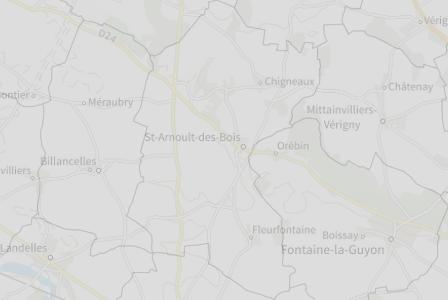 Vérig
D24
Chigneaux
Châtenay
ontier
Méraubry
Mittainvilliers-
Vérigny
St-Arnoult-des-Bois
Orébin
Billancelles
villiers
Fleurfontaine
Boissay
Landelles
Fontaine-la-Guyon